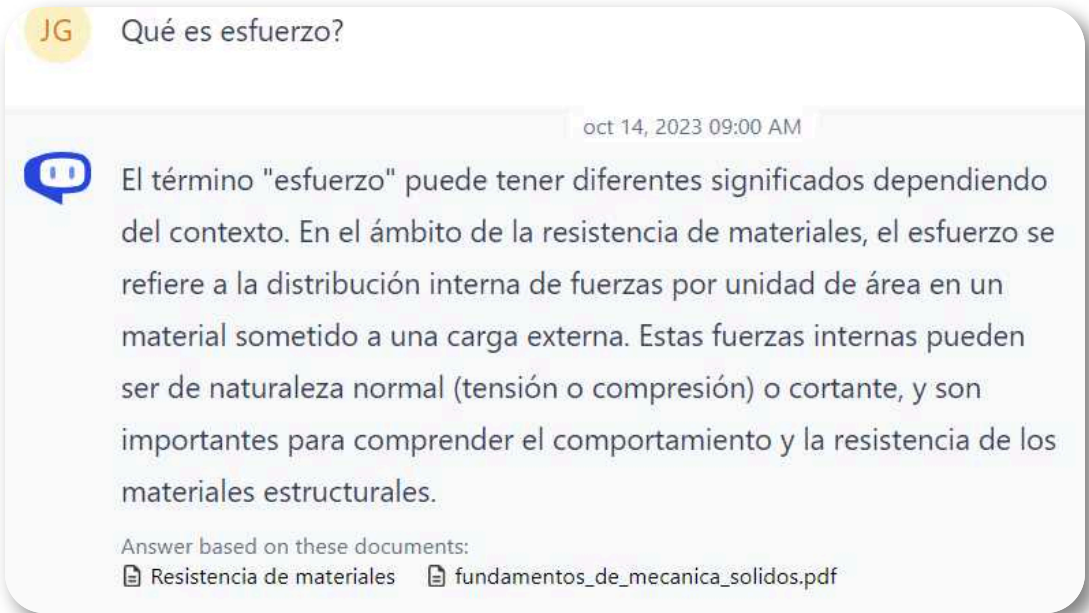 JG Qué es esfuerzo?
oct 14, 2023 09:00 AM
El término "esfuerzo" puede tener diferentes significados dependiendo
del contexto. En el ámbito de la resistencia de materiales, el esfuerzo se
refiere a la distribución interna de fuerzas por unidad de área en un
material sometido a una carga externa. Estas fuerzas internas pueden
ser de naturaleza normal (tensión o compresión) o cortante, y son
importantes para comprender el comportamiento y la resistencia de los
materiales estructurales.
Answer based on these documents:
Resistencia de materiales fundamentos_de_mecanica_solidos.pdf